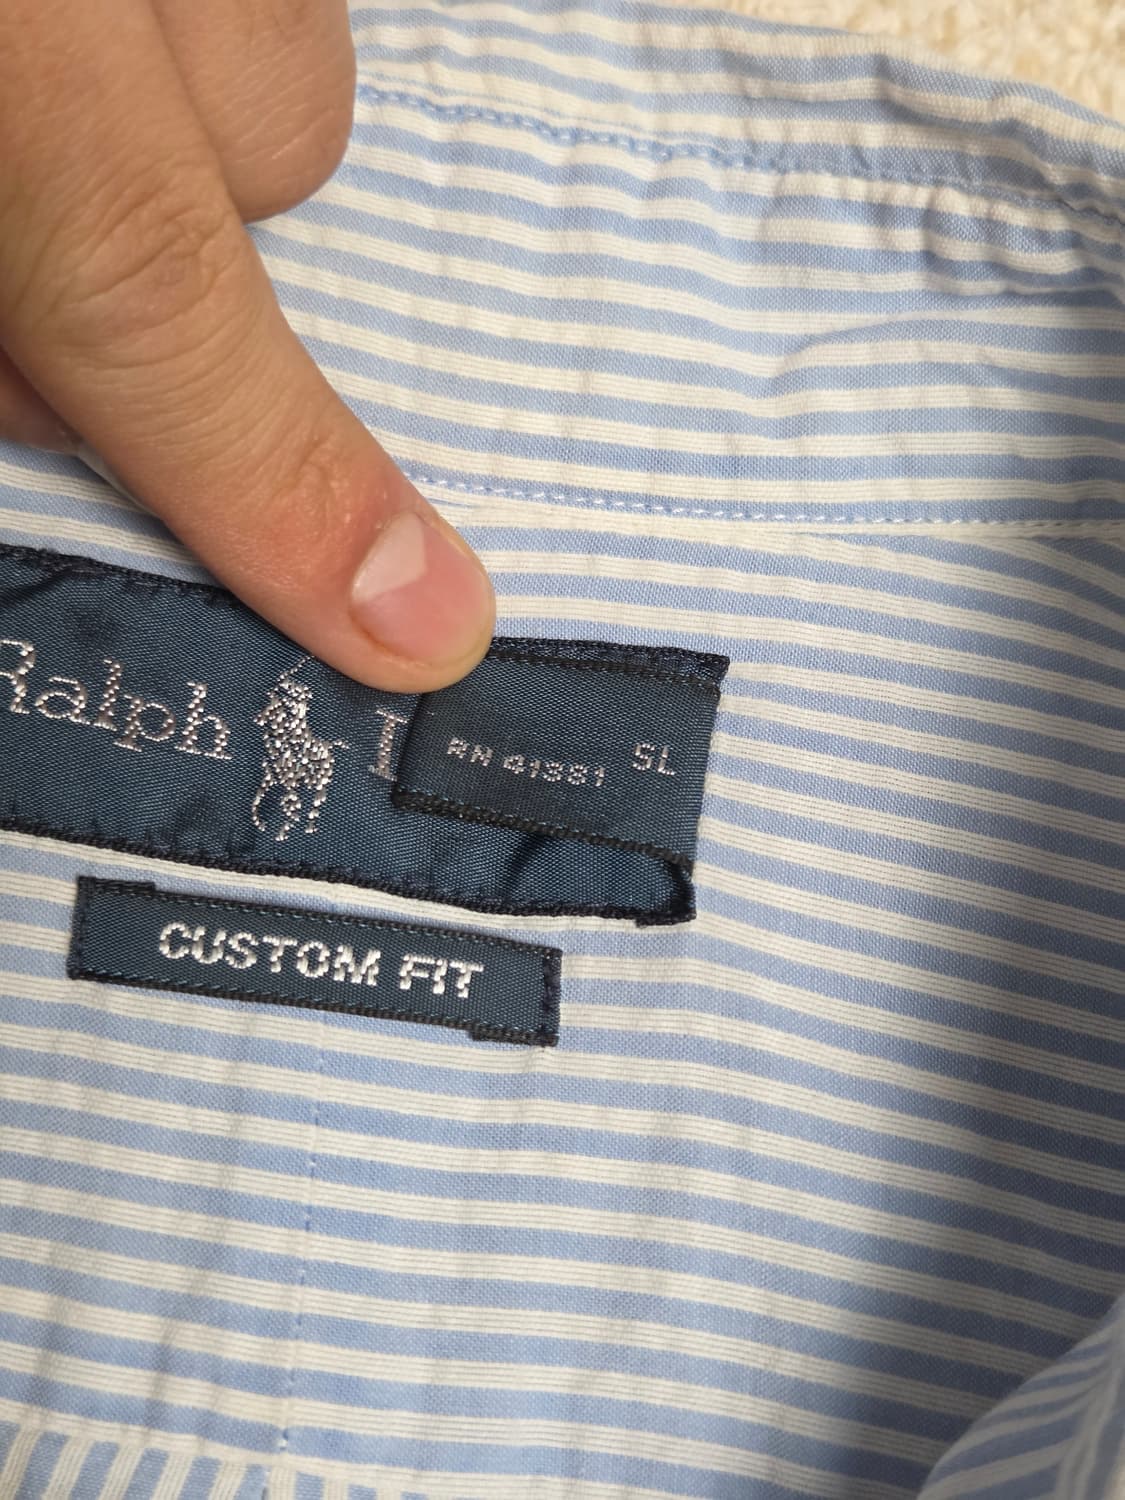 Ralph L
RN 41381 SL
CUSTOM FIT